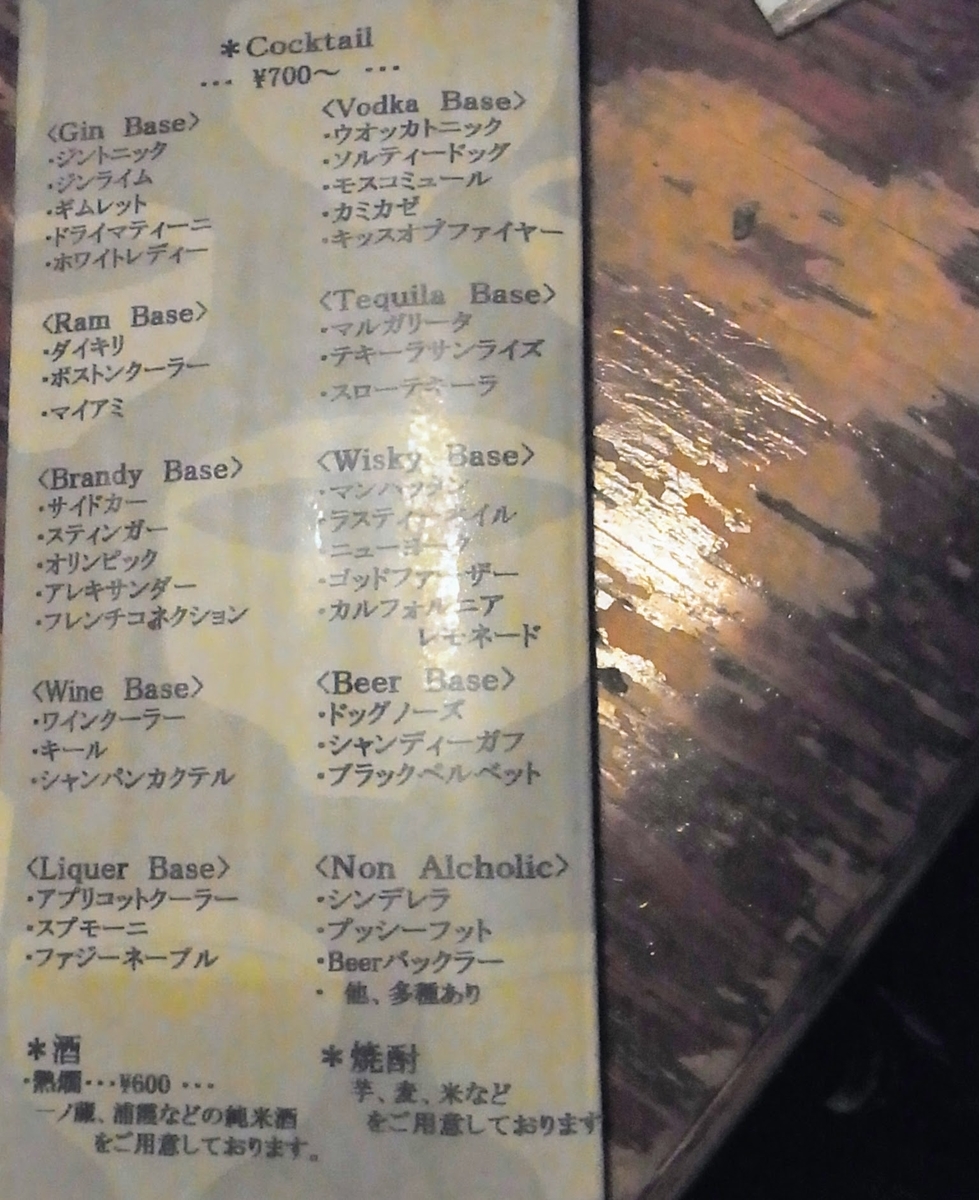 *Cocktail
… ¥700～ …
〈Gin Base〉
・ジントニック
・ジンライム
・ギムレット
・ドライマティーニ
・ホワイトレディー
〈Ram Base〉
・ダイキリ
・ボストンクーラー
・マイアミ
〈Brandy Base〉
・サイドカー
・スティンガー
・オリンピック
・アレキサンダー
・フレンチコネクション
〈Wine Base〉
・ワインクーラー
・キール
・シャンパンカクテル
〈Liquer Base〉
・アプリコットクーラー
・スプモーニ
・ファジーネーブル
*酒
・熱燗…¥600 …
一ノ蔵、浦霞などの純米酒
をご用意しております。
〈Vodka Base〉
・ウオッカトニック
・ソルティードッグ
・モスコミュール
・カミカゼ
・キッスオブファイヤー
〈Tequila Base〉
・マルガリータ
・テキーラサンライズ
・スローテキーラ
〈Wisky Base〉
・マンハッタン
・ラスティーネイル
・ニューヨーク
・ゴッドファーザー
・カルフォルニア
レモネード
〈Beer Base〉
・ドッグノーズ
・シャンディーガフ
・ブラックベルベット
〈Non Alcholic〉
・シンデレラ
・プッシーフット
・Beerバックラー
・ 他、多種あり
*焼酎
芋、麦、米など
をご用意しております